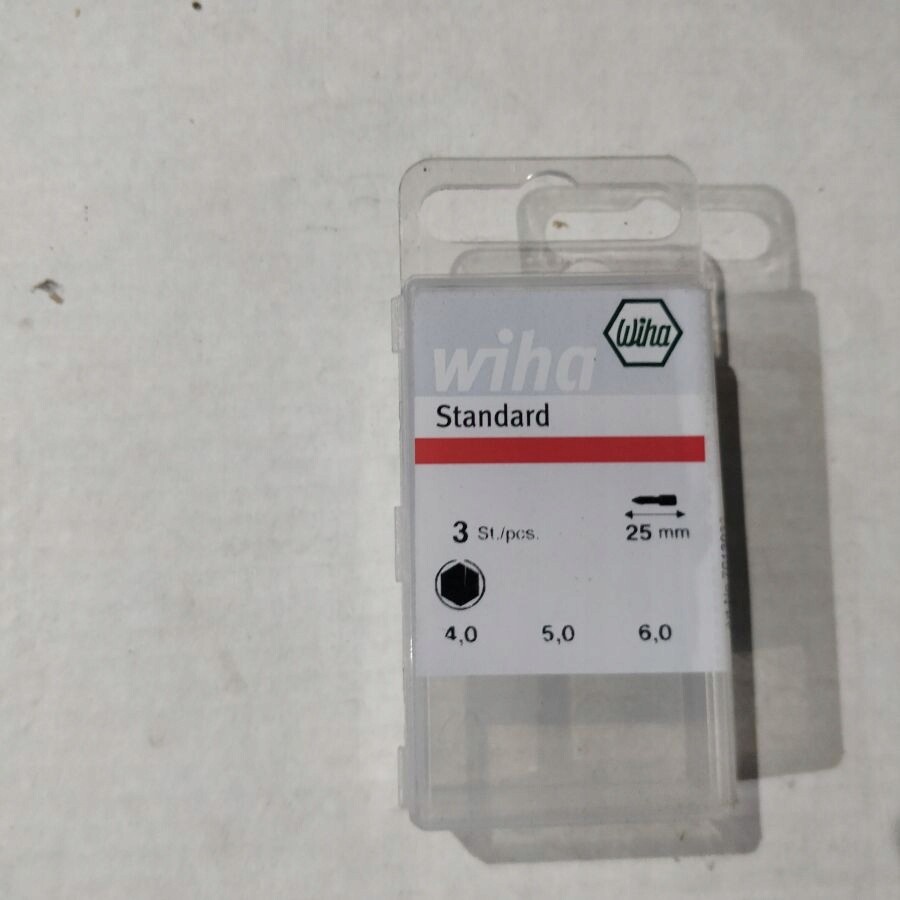 Wiha
wiha
Standard
3 St./pcs.
25 mm
4,0 5,0 6,0